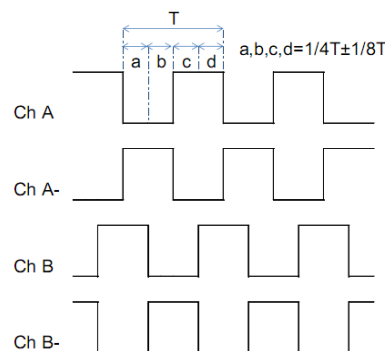 T
a b c d a,b,c,d=1/4T±1/8T
Ch A
Ch A-
Ch B
Ch B-